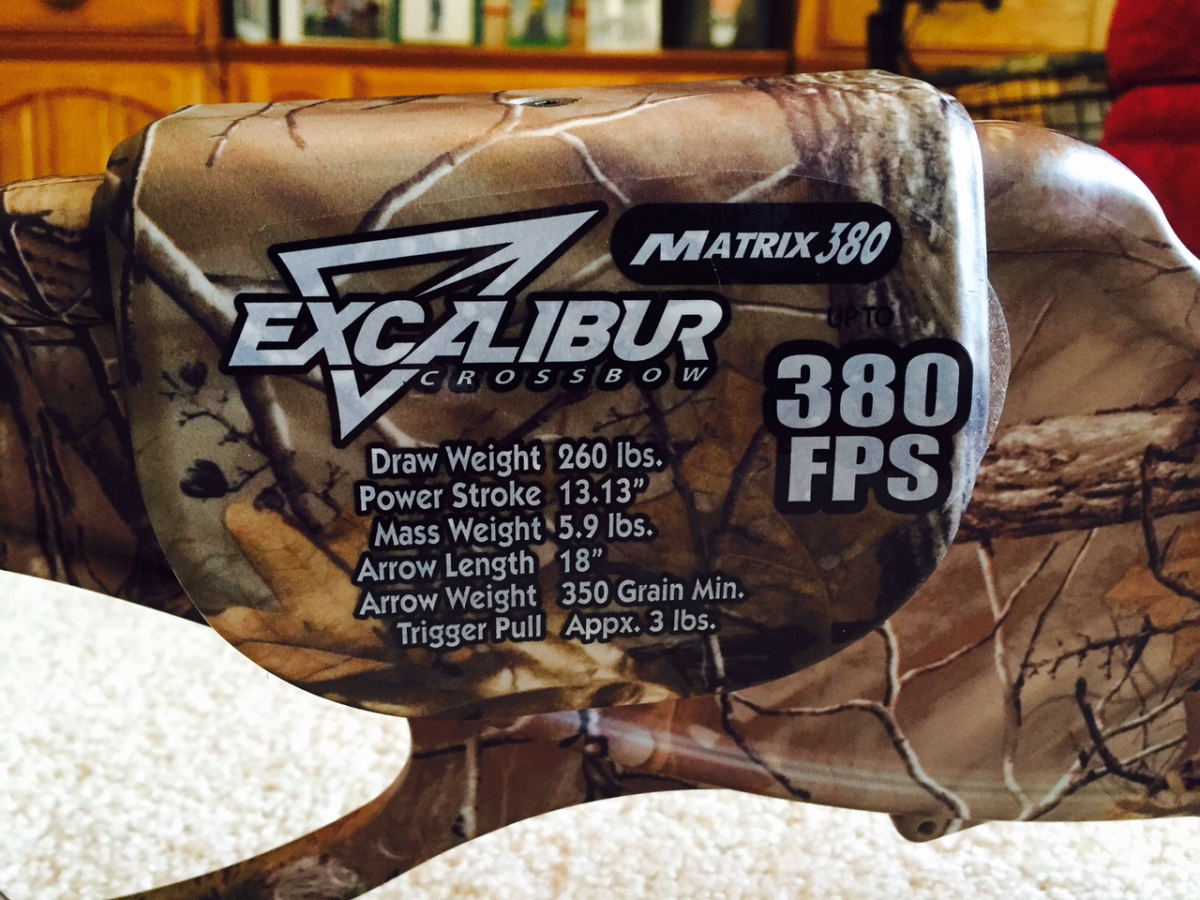 MATRIX 380
EXCALIBUR
CROSSBOW
UP TO
380
FPS
Draw Weight 260 lbs.
Power Stroke 13.13”
Mass Weight 5.9 lbs.
Arrow Length 18”
Arrow Weight 350 Grain Min.
Trigger Pull Appx. 3 lbs.